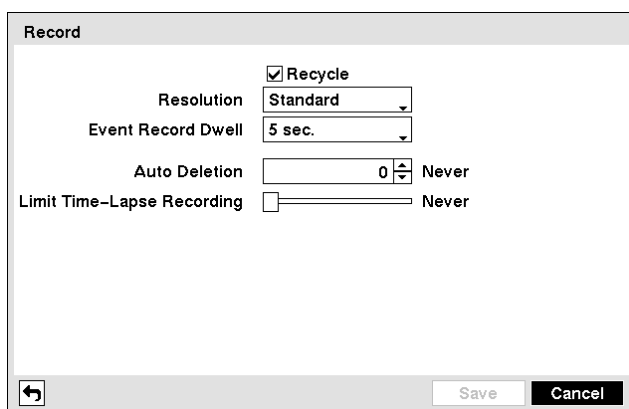 Record
Recycle
Resolution Standard
Event Record Dwell 5 sec.
Auto Deletion 0 Never
Limit Time-Lapse Recording Never
Save Cancel